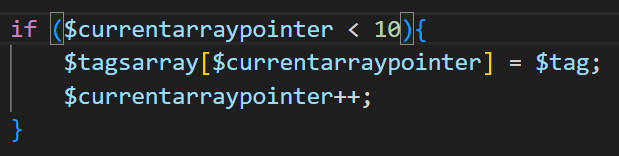 if ($currentarraypointer < 10){
    $tagsarray[$currentarraypointer] = $tag;
    $currentarraypointer++;
}